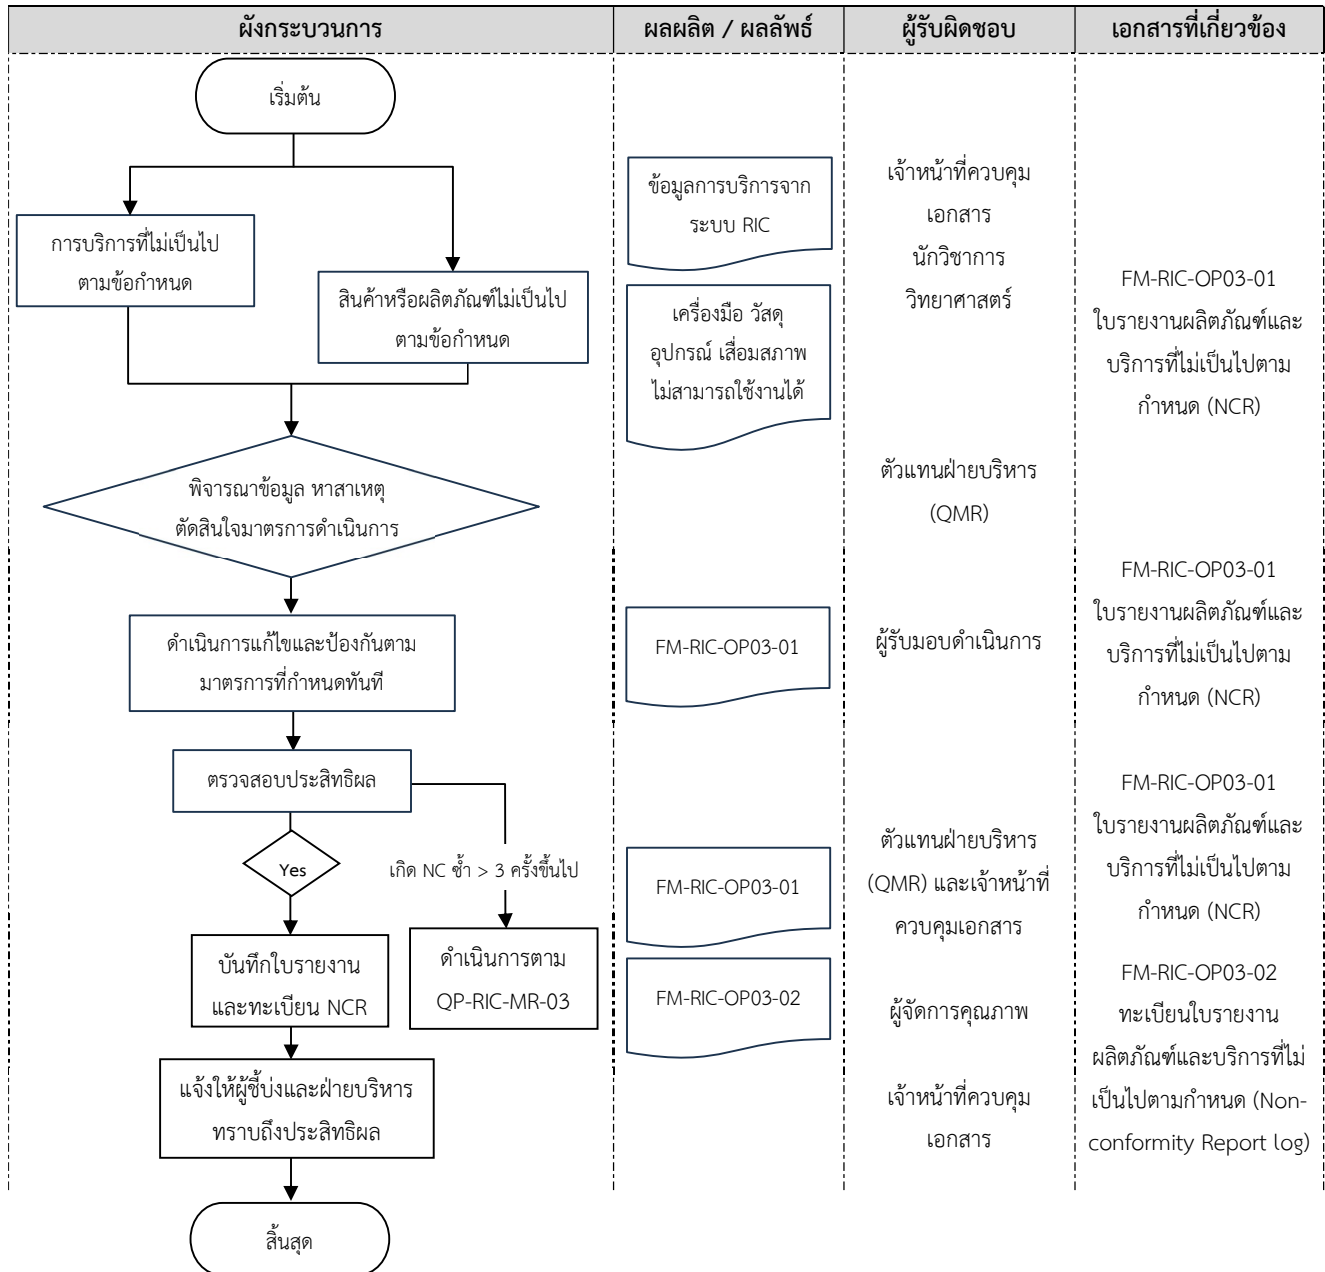 ผังกระบวนการ
ผลผลิต / ผลลัพธ์
ผู้รับผิดชอบ
เอกสารที่เกี่ยวข้อง
เริ่มต้น
การบริการที่ไม่เป็นไป
ตามข้อกำหนด
สินค้าหรือผลิตภัณฑ์ไม่เป็นไป
ตามข้อกำหนด
พิจารณาข้อมูล หาสาเหตุ
ตัดสินใจมาตรการดำเนินการ
ดำเนินการแก้ไขและป้องกันตาม
มาตรการที่กำหนดทันที
ตรวจสอบประสิทธิผล
Yes
เกิด NC ซ้ำ > 3 ครั้งขึ้นไป
บันทึกใบรายงาน
และทะเบียน NCR
ดำเนินการตาม
QP-RIC-MR-03
แจ้งให้ผู้ชี้บ่งและฝ่ายบริหาร
ทราบถึงประสิทธิผล
สิ้นสุด
ข้อมูลการบริการจาก
ระบบ RIC
เครื่องมือ วัสดุ
อุปกรณ์ เสื่อมสภาพ
ไม่สามารถใช้งานได้
FM-RIC-OP03-01
FM-RIC-OP03-01
FM-RIC-OP03-02
เจ้าหน้าที่ควบคุม
เอกสาร
นักวิชาการ
วิทยาศาสตร์
ตัวแทนฝ่ายบริหาร
(QMR)
ผู้รับมอบดำเนินการ
ตัวแทนฝ่ายบริหาร
(QMR) และเจ้าหน้าที่
ควบคุมเอกสาร
ผู้จัดการคุณภาพ
เจ้าหน้าที่ควบคุม
เอกสาร
FM-RIC-OP03-01
ใบรายงานผลิตภัณฑ์และ
บริการที่ไม่เป็นไปตาม
กำหนด (NCR)
FM-RIC-OP03-01
ใบรายงานผลิตภัณฑ์และ
บริการที่ไม่เป็นไปตาม
กำหนด (NCR)
FM-RIC-OP03-01
ใบรายงานผลิตภัณฑ์และ
บริการที่ไม่เป็นไปตาม
กำหนด (NCR)
FM-RIC-OP03-02
ทะเบียนใบรายงาน
ผลิตภัณฑ์และบริการที่ไม่
เป็นไปตามกำหนด (Non-
conformity Report log)